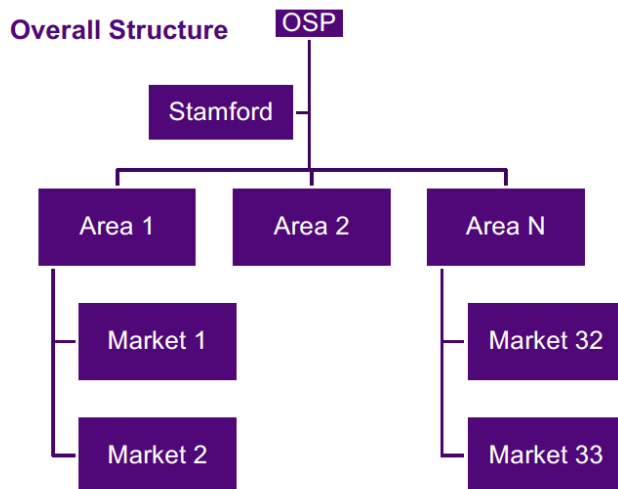 Overall Structure
OSP
Stamford
Area 1
Area 2
Area N
Market 1
Market 32
Market 2
Market 33